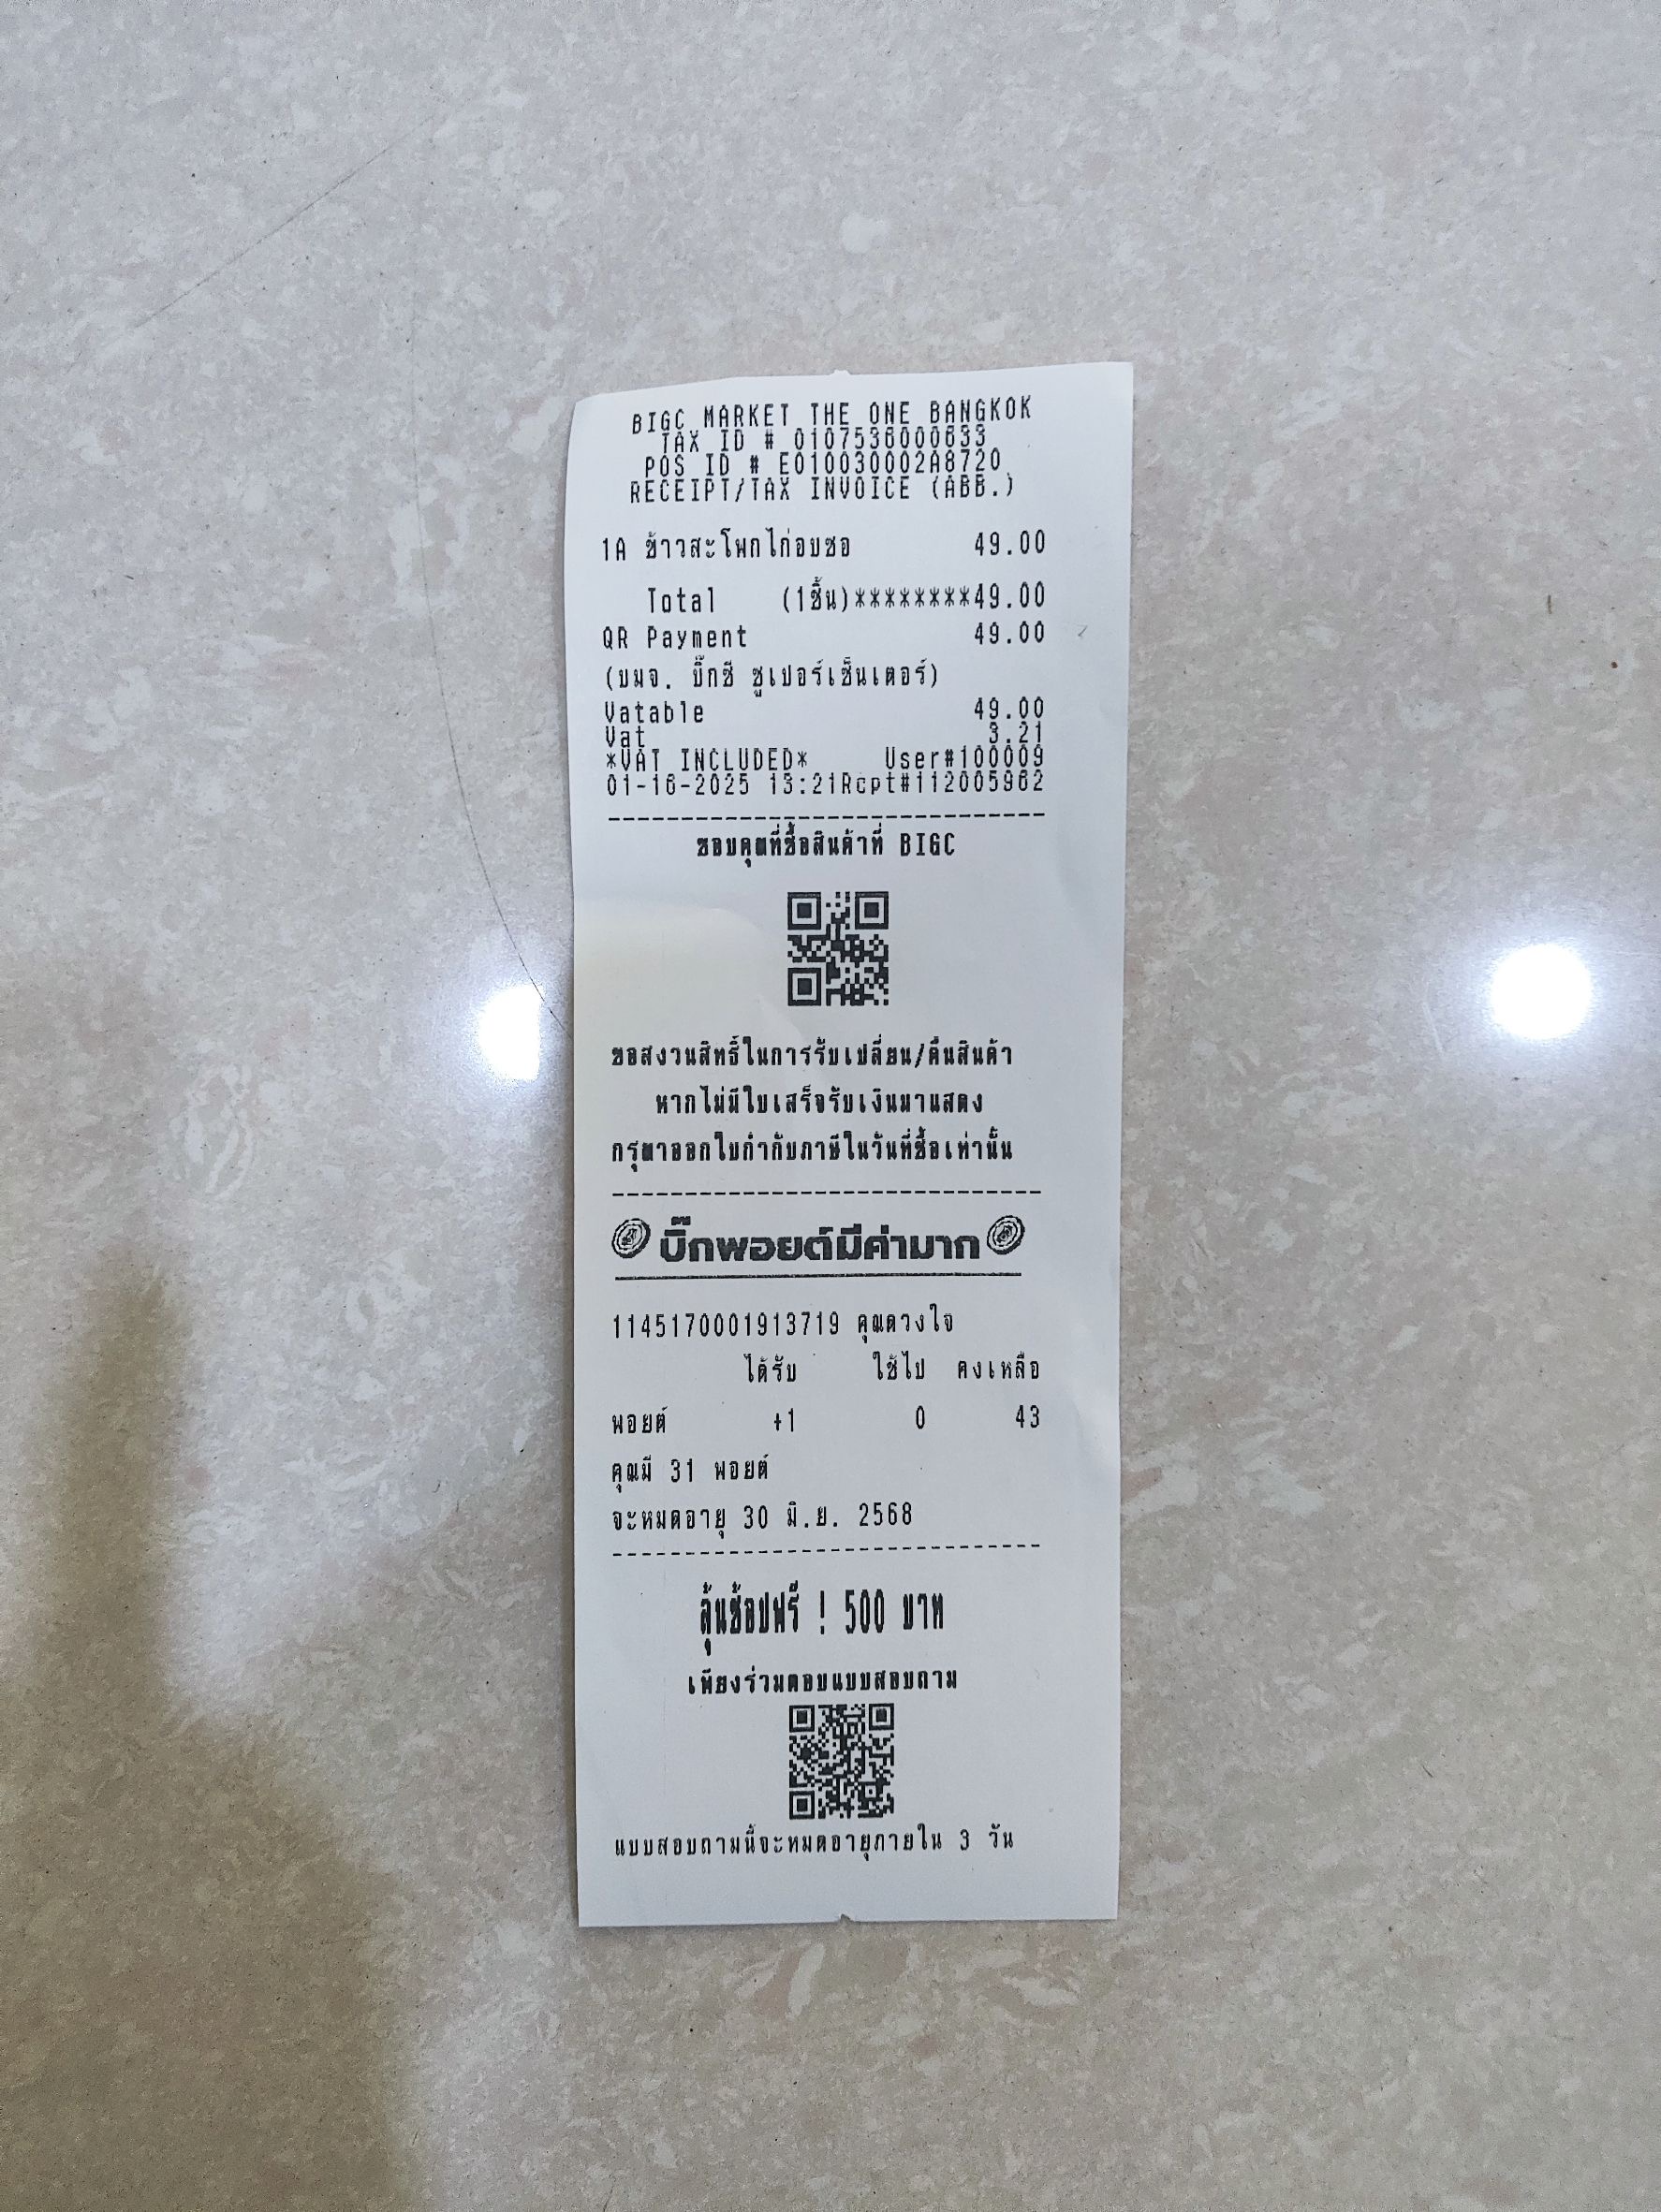 BIGC MARKET THE ONE BANGKOK
TAX ID # 0107536000633
POS ID # E010030002A8720
RECEIPT/TAX INVOICE (ABB.)
1A ข้าวสะโพกไก่อบซอ 49.00
Total (1ชิ้น)********49.00
QR Payment 49.00
(บมจ. บิ๊กซี ซูเปอร์เซ็นเตอร์)
Vatable 49.00
Vat 3.21
*VAT INCLUDED* User#100009
01-16-2025 13:21Rcpt#112005962
ขอบคุณที่ซื้อสินค้าที่ BIGC
ขอสงวนสิทธิ์ในการรับเปลี่ยน/คืนสินค้า
หากไม่มีใบเสร็จรับเงินมาแสดง
กรุณาออกใบกำกับภาษีในวันที่ซื้อเท่านั้น
บิ๊กพอยต์มีค่ามาก
1145170001913719 คุณดวงใจ
ได้รับ ใช้ไป คงเหลือ
พอยต์ +1 0 43
คุณมี 31 พอยต์
จะหมดอายุ 30 มิ.ย. 2568
ลุ้นช้อปฟรี ! 500 บาท
เพียงร่วมตอบแบบสอบถาม
แบบสอบถามนี้จะหมดอายุภายใน 3 วัน